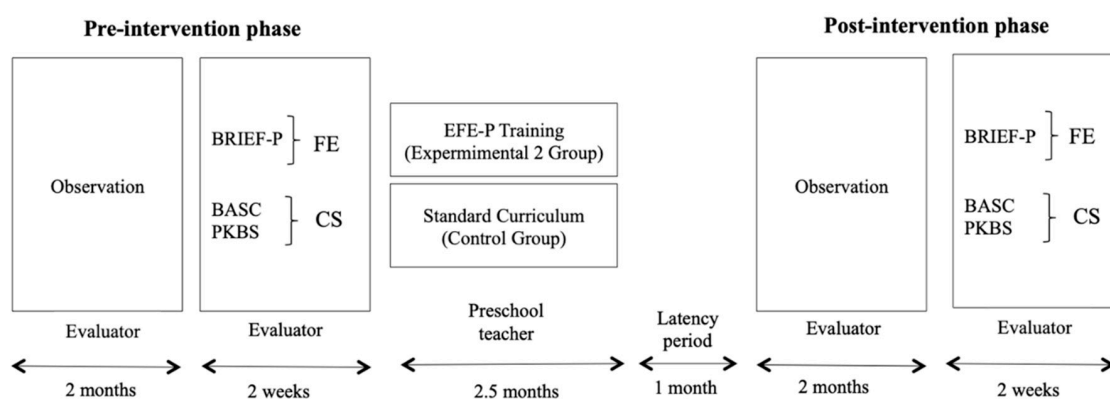 Pre-intervention phase
Post-intervention phase
Observation
BRIEF-P
FE
BASC
PKBS
CS
EFE-P Training
(Expermimental 2 Group)
Standard Curriculum
(Control Group)
Observation
BRIEF-P
FE
BASC
PKBS
CS
Evaluator
Evaluator
Preschool
teacher
Latency
period
Evaluator
Evaluator
2 months
2 weeks
2.5 months
1 month
2 months
2 weeks